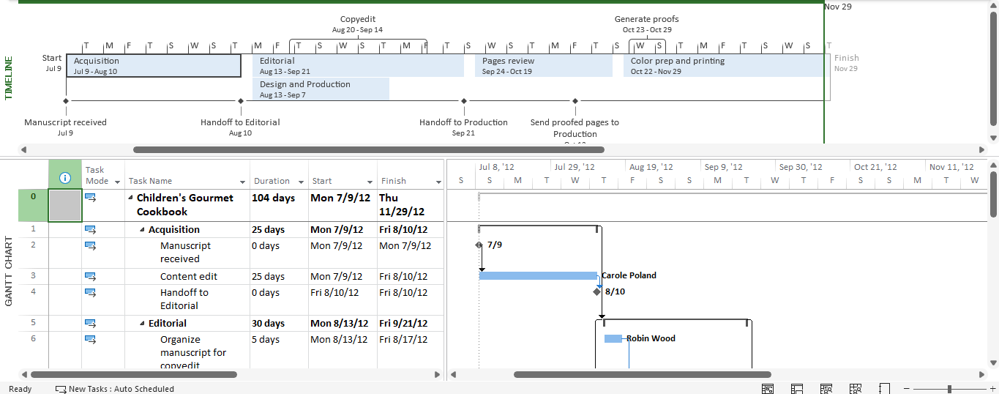 Nov 29
Copyedit
Aug 20 - Sep 14
Generate proofs
Oct 23 - Oct 29
T M F T S W S T M F T S W S T M F T S W S T M F T S W S T M F T S W S T
Start
Jul 9
Acquisition
Jul 9 - Aug 10
Editorial
Aug 13 - Sep 21
Pages review
Sep 24 - Oct 19
Color prep and printing
Oct 22 - Nov 29
Finish
Nov 29
Design and Production
Aug 13 - Sep 7
TIMELINE
Manuscript received
Jul 9
Handoff to Editorial
Aug 10
Handoff to Production
Sep 21
Send proofed pages to
Production
Task
Mode
Task Name
Duration
Start
Finish
Jul 8, '12 Jul 29, '12 Aug 19, '12 Sep 9, '12 Sep 30, '12 Oct 21, '12 Nov 11, '12
S S M T W T F S S M T W T F S S M T W
GANTT CHART
0 Children's Gourmet Cookbook 104 days Mon 7/9/12 Thu 11/29/12
1 Acquisition 25 days Mon 7/9/12 Fri 8/10/12
2 Manuscript received 0 days Mon 7/9/12 Mon 7/9/12
7/9
3 Content edit 25 days Mon 7/9/12 Fri 8/10/12
Carole Poland
4 Handoff to Editorial 0 days Fri 8/10/12 Fri 8/10/12
8/10
5 Editorial 30 days Mon 8/13/12 Fri 9/21/12
6 Organize manuscript for copyedit 5 days Mon 8/13/12 Fri 8/17/12
Robin Wood
Ready
New Tasks : Auto Scheduled